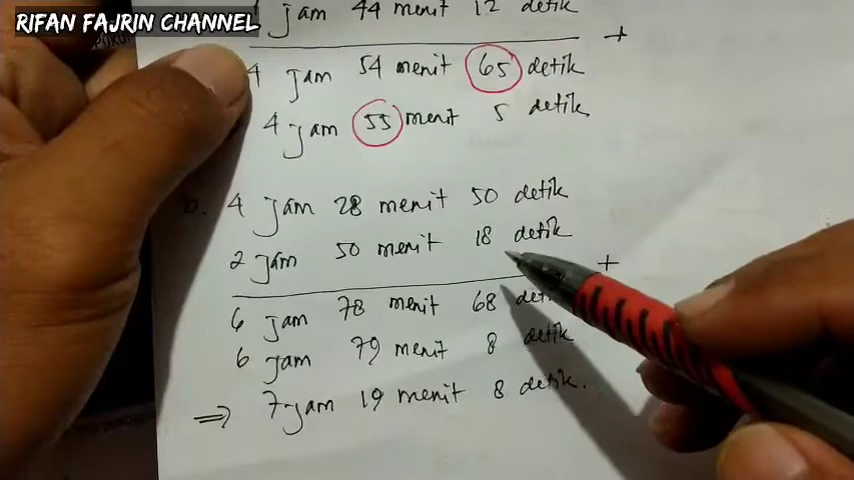 RIFAN FAJRIN CHANNEL
jam 44 menit 12 detik
+
4 jam 54 menit 65 detik
4 jam 55 menit 5 detik
b. 4 jam 28 menit 50 detik
2 jam 50 menit 18 detik
+
6 jam 78 menit 68
6 jam 79 menit 8 detik
⇒ 7 jam 19 menit 8 detik.